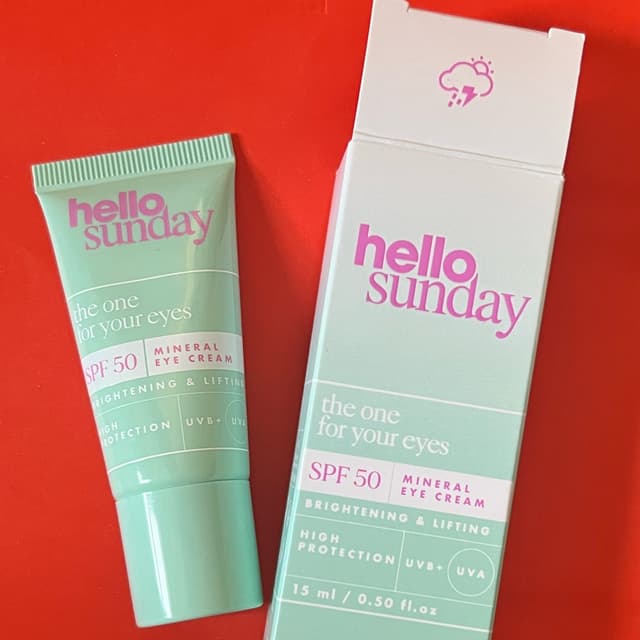 hello
sunday
the one
for your eyes
SPF 50
MINERAL
EYE CREAM
BRIGHTENING & LIFTING
HIGH
PROTECTION
UVB+
UVA
hello
sunday
the one
for your eyes
SPF 50
MINERAL
EYE CREAM
BRIGHTENING & LIFTING
HIGH
PROTECTION
UVB+
UVA
15 ml / 0.50 fl.oz